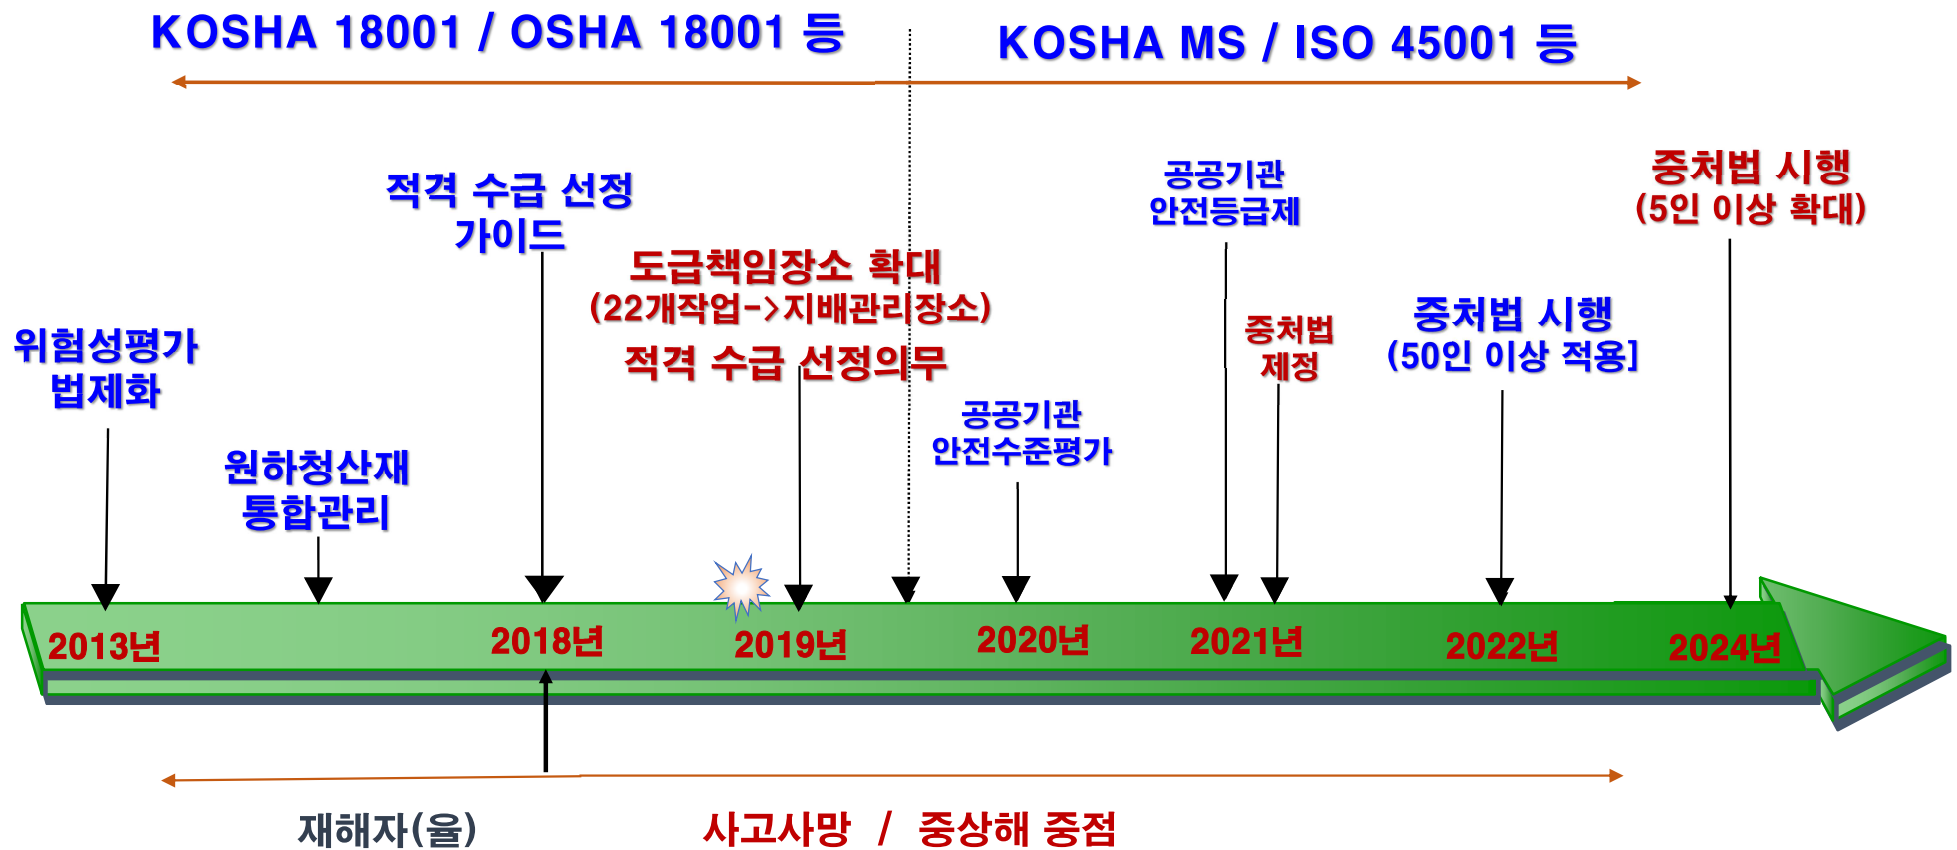 KOSHA 18001 / OSHA 18001 등
KOSHA MS / ISO 45001 등
위험성평가
법제화
원하청산재
통합관리
적격 수급 선정
가이드
도급책임장소 확대
(22개작업->지배관리장소)
적격 수급 선정의무
공공기관
안전수준평가
공공기관
안전등급제
중처법
제정
중처법 시행
(50인 이상 적용]
중처법 시행
(5인 이상 확대)
2013년
2018년
2019년
2020년
2021년
2022년
2024년
재해자(율)
사고사망 / 중상해 중점